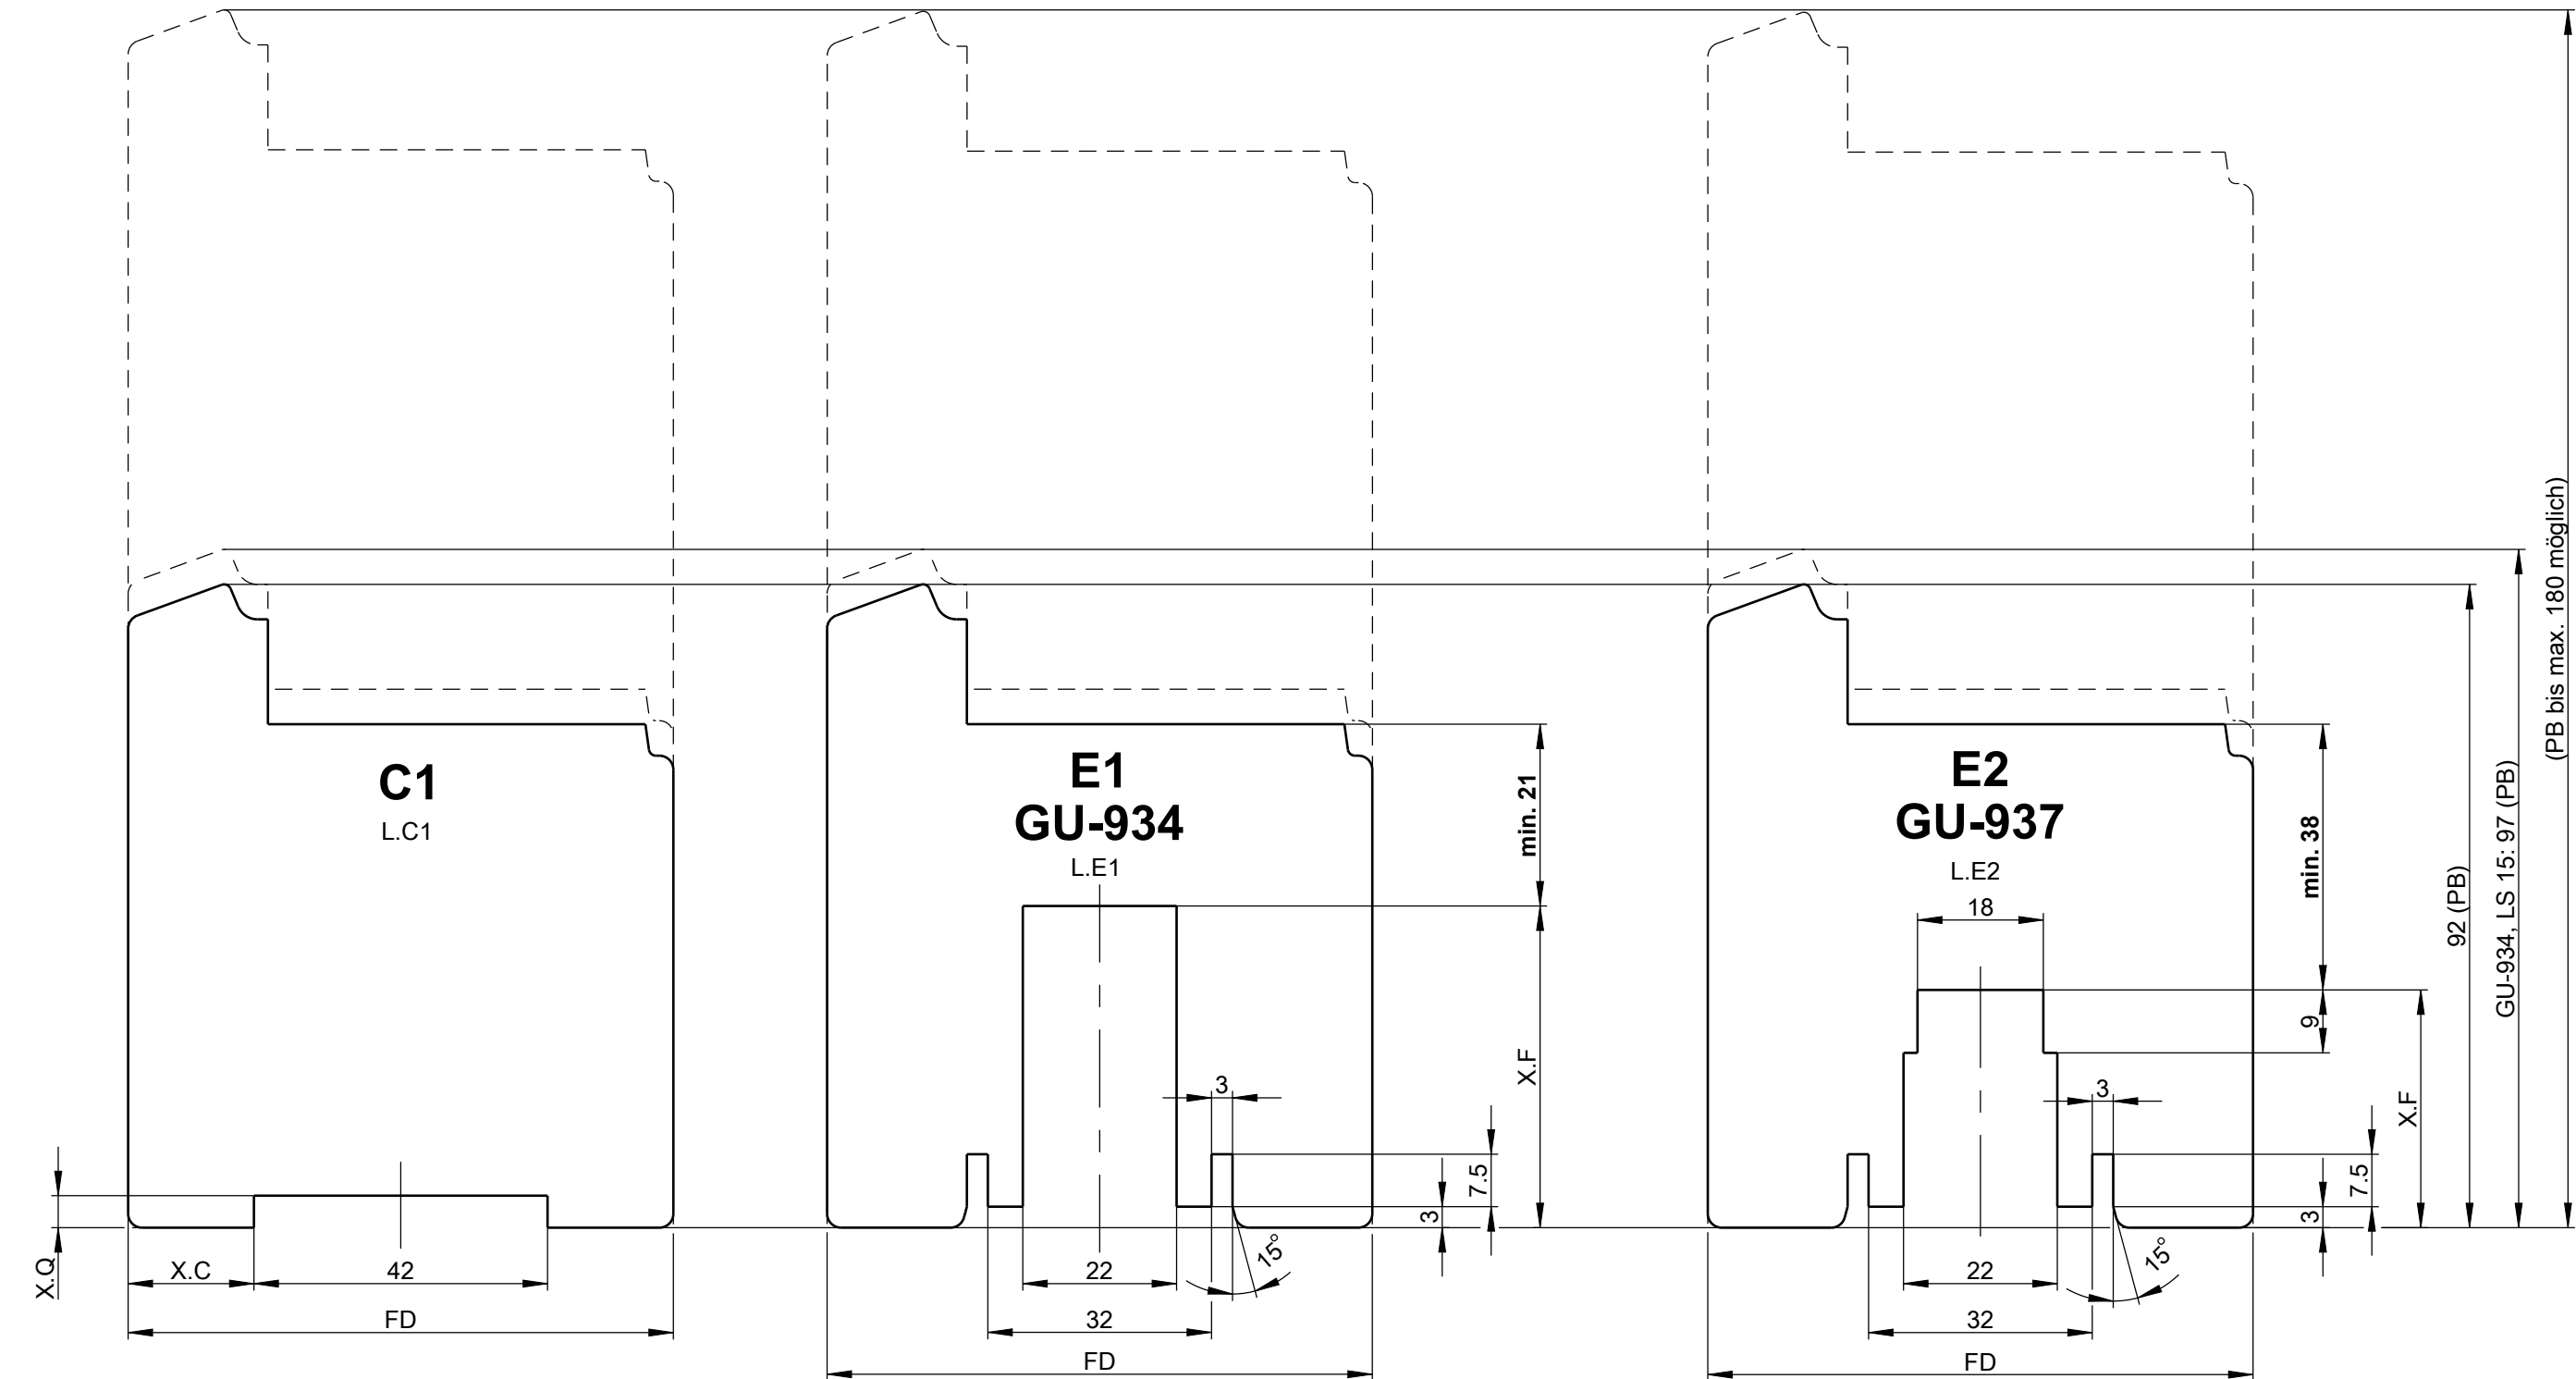 C1
L.C1
X.Q
X.C
42
FD
E1
GU-934
L.E1
min. 21
X.F
3
7.5
3
15°
22
32
FD
E2
GU-937
L.E2
18
min. 38
9
X.F
3
7.5
3
15°
22
32
FD
92 (PB)
GU-934, LS 15: 97 (PB)
(PB bis max. 180 möglich)